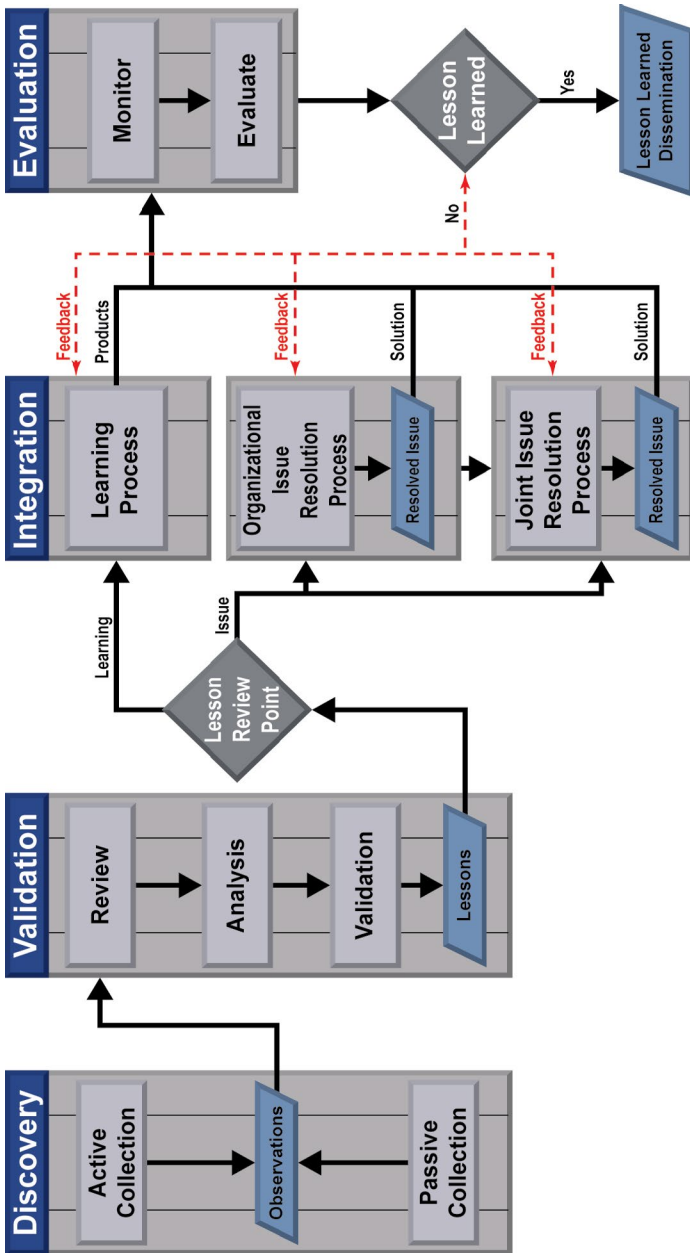 Discovery
Active
Collection
Observations
Passive
Collection
Validation
Review
Analysis
Validation
Lessons
Lesson
Review
Point
Learning
Issue
Integration
Learning
Process
Organizational
Issue
Resolution
Process
Resolved Issue
Joint Issue
Resolution
Process
Resolved Issue
Feedback
Products
Feedback
Solution
Feedback
Solution
Evaluation
Monitor
Evaluate
No
Lesson
Learned
Yes
Lesson Learned
Dissemination